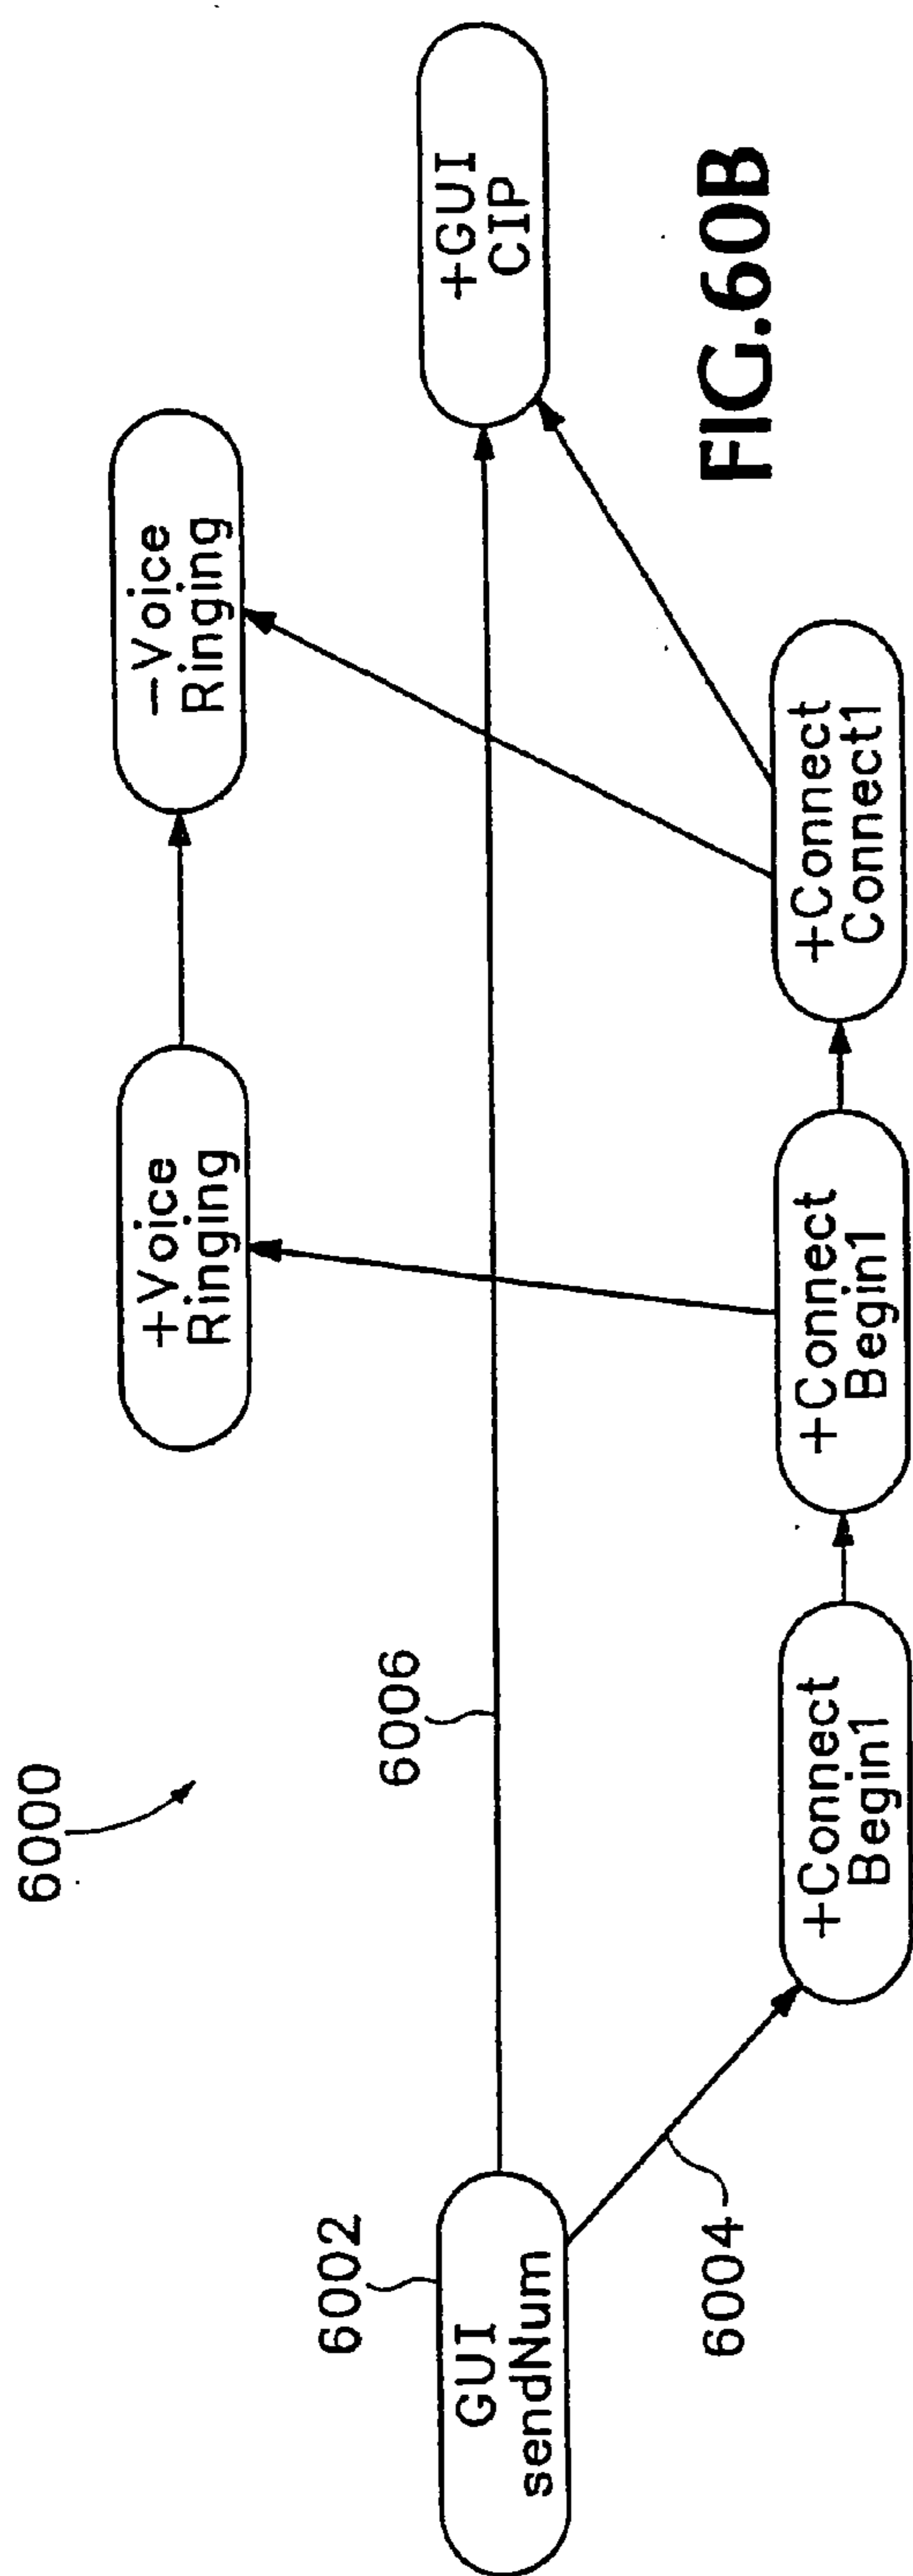 6000
+Voice
Ringing
-Voice
Ringing
6002
GUI
sendNum
6006
+GUI
CIP
6004
+Connect
Begin1
+Connect
Begin1
+Connect
Connect1
FIG.60B